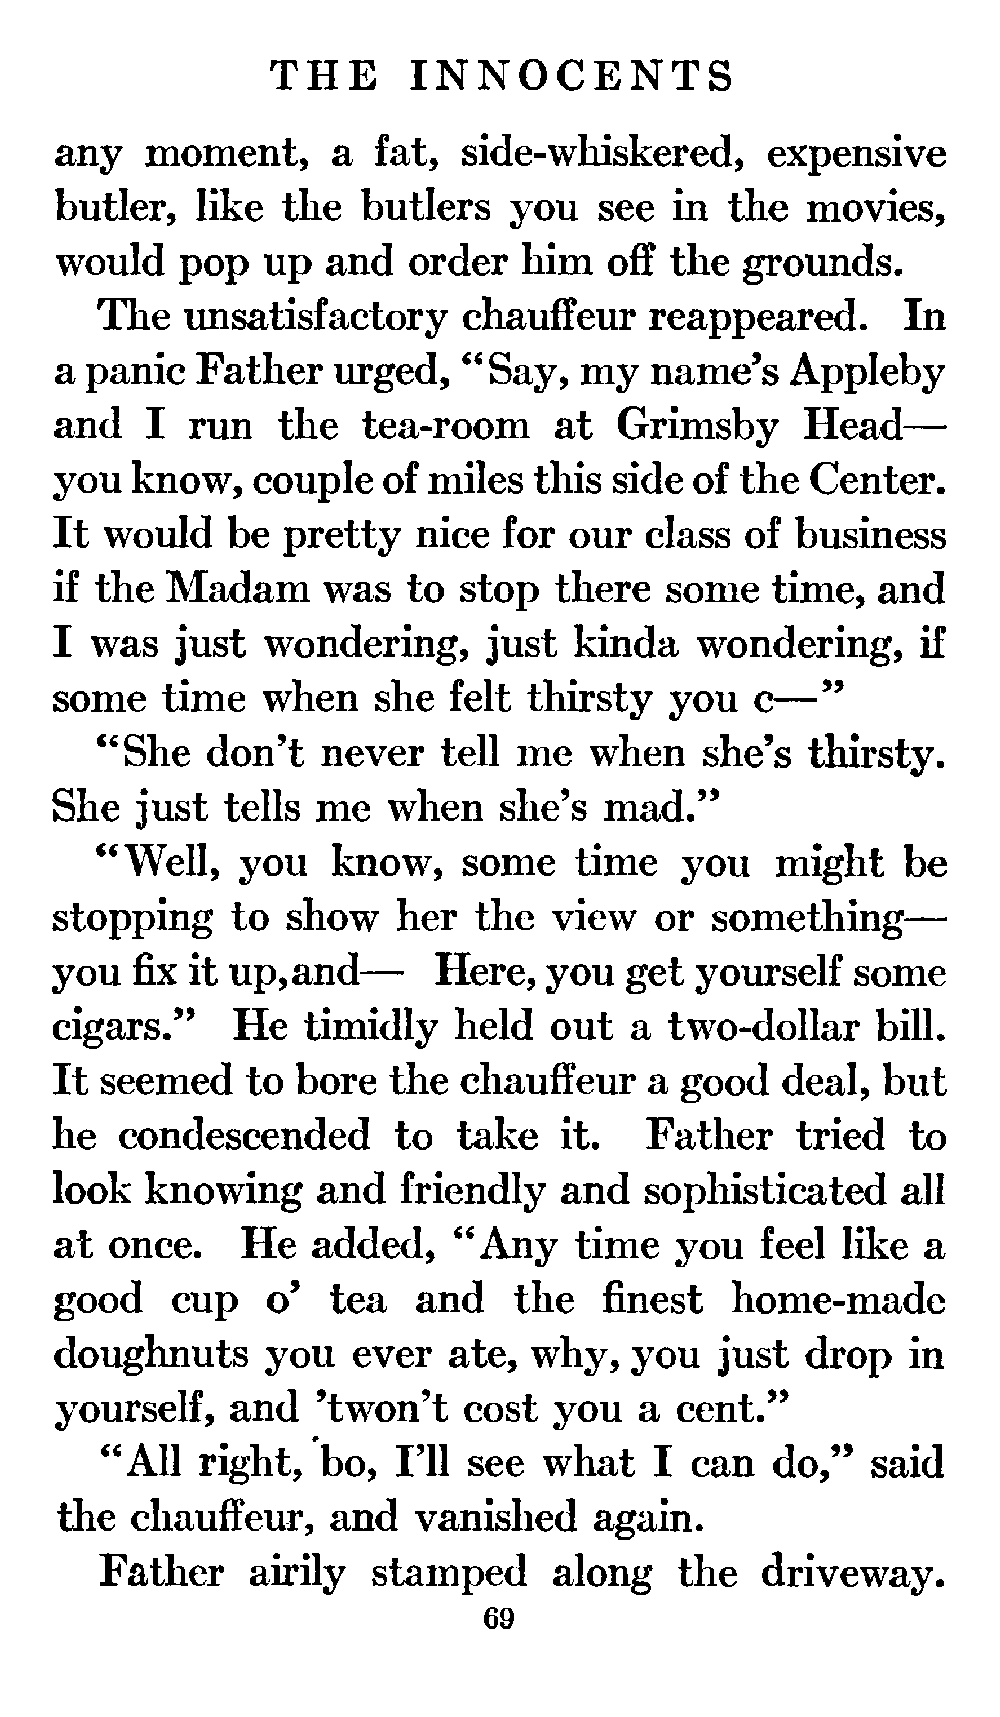 THE INNOCENTS
any moment, a fat, side-whiskered, expensive
butler, like the butlers you see in the movies,
would pop up and order him off the grounds.
The unsatisfactory chauffeur reappeared. In
a panic Father urged, “Say, my name’s Appleby
and I run the tea-room at Grimsby Head—
you know, couple of miles this side of the Center.
It would be pretty nice for our class of business
if the Madam was to stop there some time, and
I was just wondering, just kinda wondering, if
some time when she felt thirsty you c—”
“She don’t never tell me when she’s thirsty.
She just tells me when she’s mad.”
“Well, you know, some time you might be
stopping to show her the view or something—
you fix it up, and— Here, you get yourself some
cigars.” He timidly held out a two-dollar bill.
It seemed to bore the chauffeur a good deal, but
he condescended to take it. Father tried to
look knowing and friendly and sophisticated all
at once. He added, “Any time you feel like a
good cup o’ tea and the finest home-made
doughnuts you ever ate, why, you just drop in
yourself, and ’twon’t cost you a cent.”
“All right, ’bo, I’ll see what I can do,” said
the chauffeur, and vanished again.
Father airily stamped along the driveway.
69